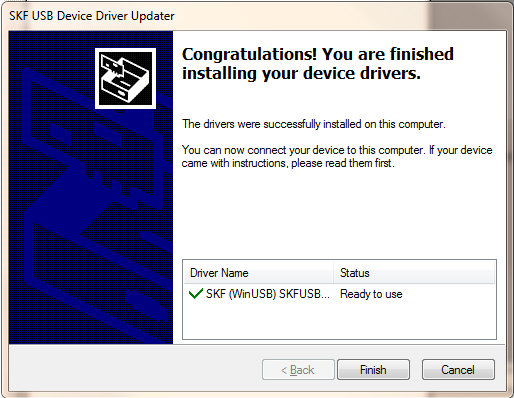 SKF USB Device Driver Updater
Congratulations! You are finished
installing your device drivers.
The drivers were successfully installed on this computer.
You can now connect your device to this computer. If your device
came with instructions, please read them first.
Driver Name Status
SKF (WinUSB) SKFUSB... Ready to use
< Back Finish Cancel